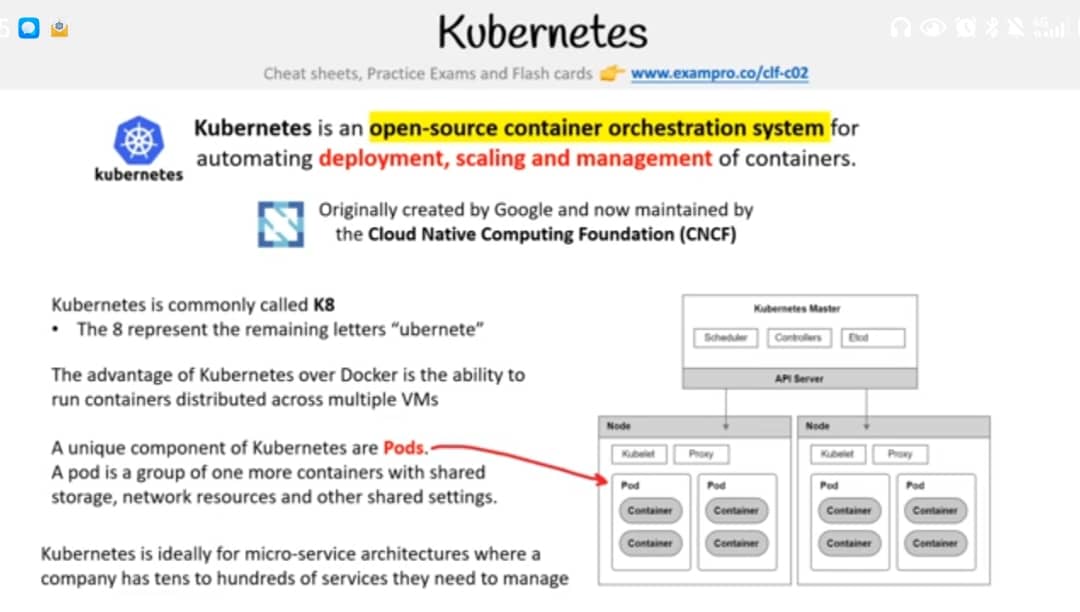 Kubernetes
Cheat sheets, Practice Exams and Flash cards 👉 www.exampro.co/clf-c02
kubernetes
Kubernetes is an open-source container orchestration system for
automating deployment, scaling and management of containers.
Originally created by Google and now maintained by
the Cloud Native Computing Foundation (CNCF)
Kubernetes is commonly called K8
• The 8 represent the remaining letters “ubernete”
The advantage of Kubernetes over Docker is the ability to
run containers distributed across multiple VMs
A unique component of Kubernetes are Pods.
A pod is a group of one more containers with shared
storage, network resources and other shared settings.
Kubernetes is ideally for micro-service architectures where a
company has tens to hundreds of services they need to manage
Kubernetes Master
Scheduler Controllers Etcd
API Server
Node Node
Kubelet Proxy Kubelet Proxy
Pod Pod Pod Pod
Container Container Container Container
Container Container Container Container